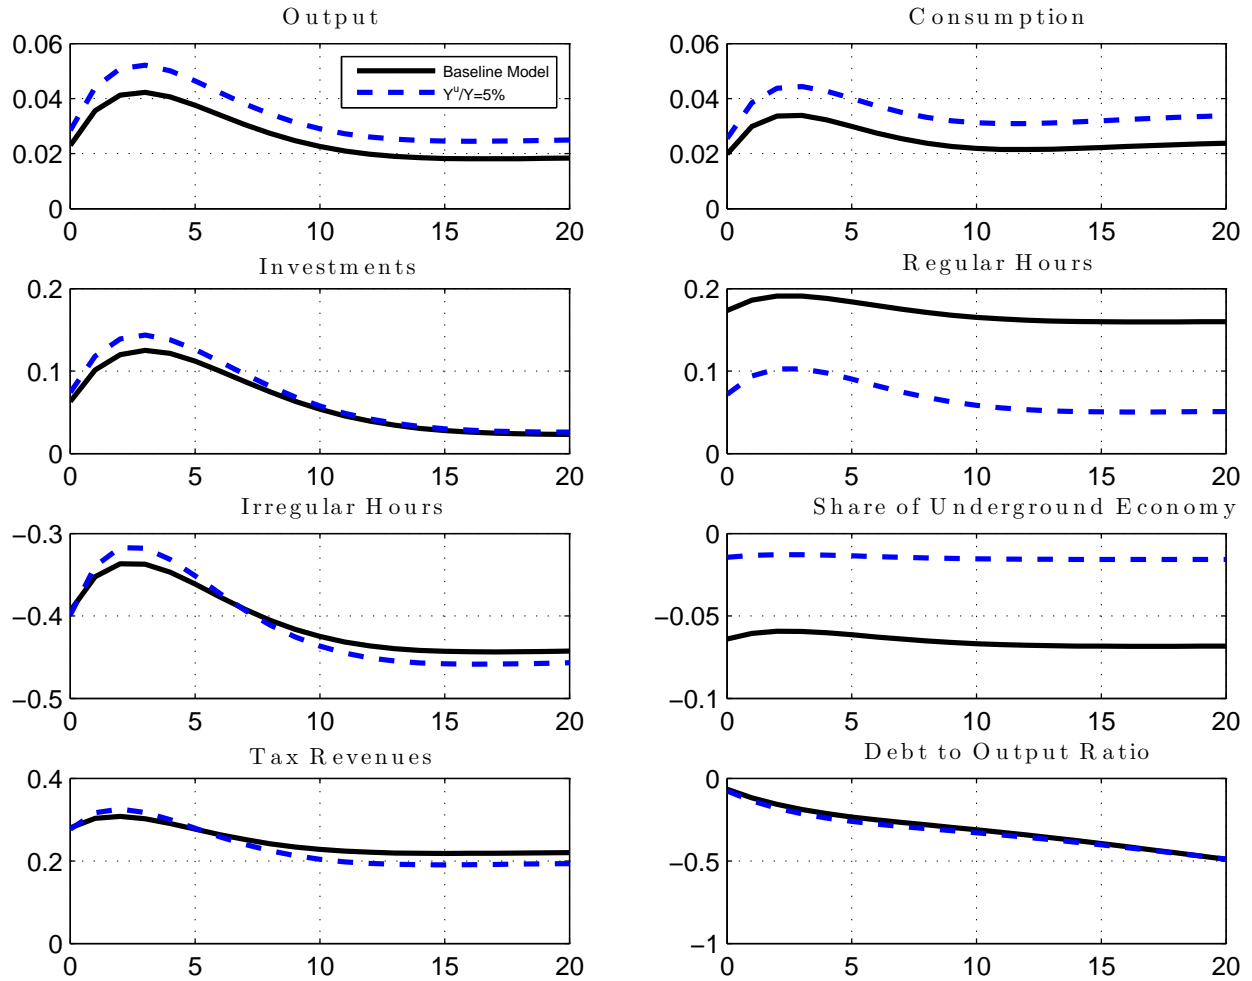 Output
0.06
0.04
0.02
0
0 5 10 15 20
Baseline Model
Yᵘ/Y=5%
Consumption
0.06
0.04
0.02
0
0 5 10 15 20
Investments
0.2
0.1
0
0 5 10 15 20
Regular Hours
0.2
0.1
0
0 5 10 15 20
Irregular Hours
−0.3
−0.4
−0.5
0 5 10 15 20
Share of Underground Economy
0
−0.05
−0.1
0 5 10 15 20
Tax Revenues
0.4
0.2
0
0 5 10 15 20
Debt to Output Ratio
0
−0.5
−1
0 5 10 15 20